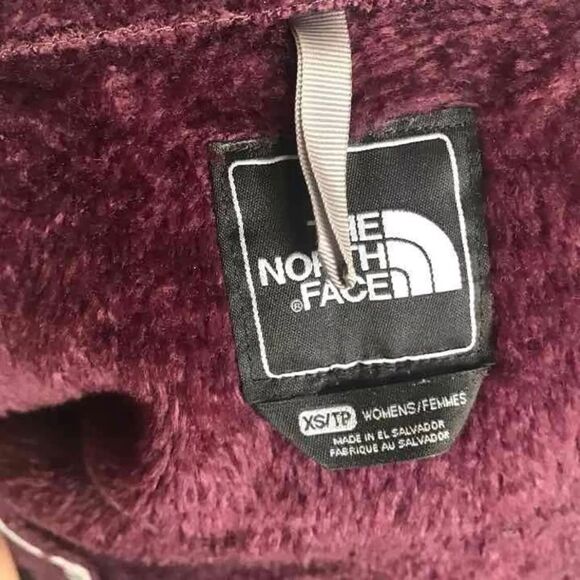 THE
NORTH
®FACE
XS/TP WOMENS/FEMMES
MADE IN EL SALVADOR
FABRIQUE AU SALVADOR